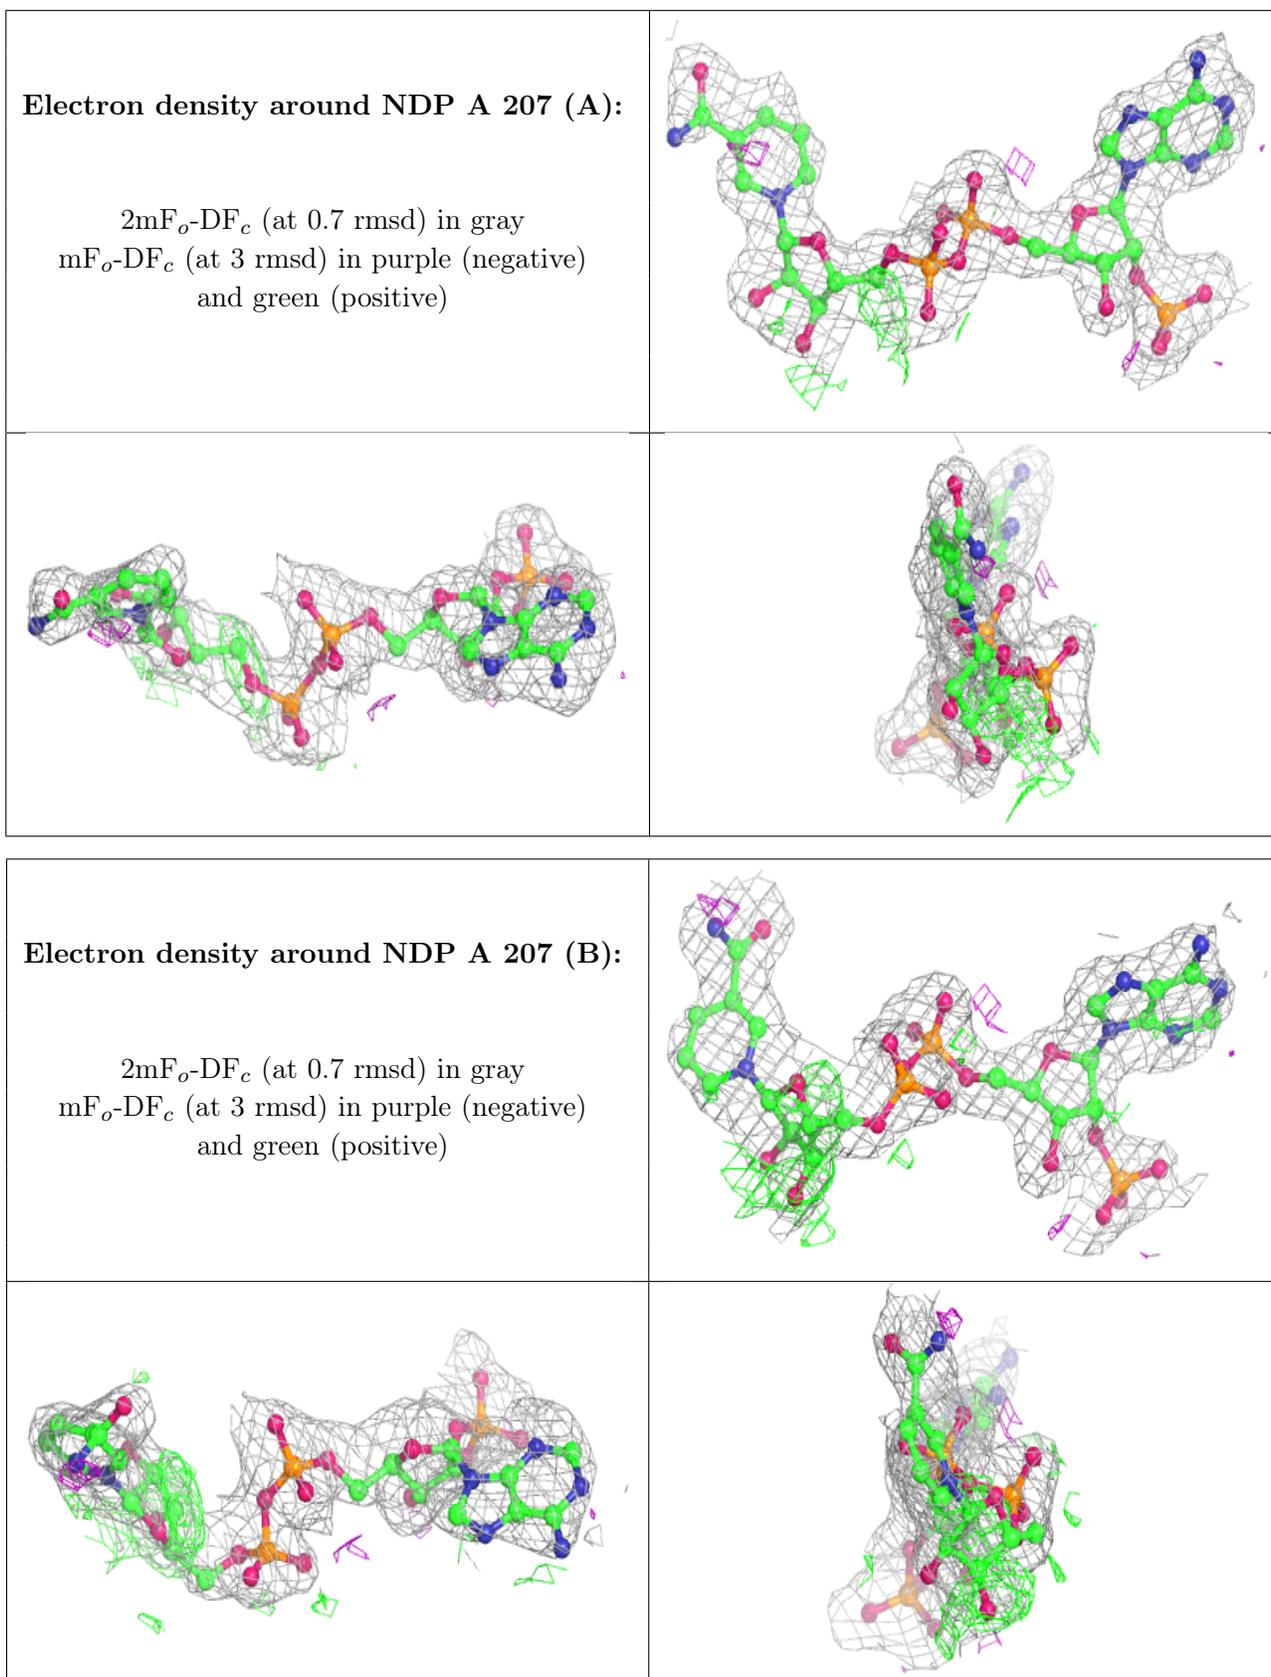 Electron density around NDP A 207 (A):
2mFo-DFc (at 0.7 rmsd) in gray
mFo-DFc (at 3 rmsd) in purple (negative)
and green (positive)
Electron density around NDP A 207 (B):
2mFo-DFc (at 0.7 rmsd) in gray
mFo-DFc (at 3 rmsd) in purple (negative)
and green (positive)